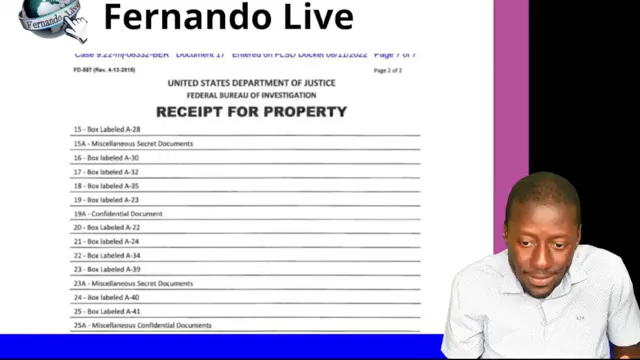 Fernando Live
Case 9:22-mj-08332-BER Document 17 Entered on FLSD Docket 08/11/2022 Page 7 of 7
FD-597 (Rev. 4-13-2015)
Page 2 of 2
UNITED STATES DEPARTMENT OF JUSTICE
FEDERAL BUREAU OF INVESTIGATION
RECEIPT FOR PROPERTY
15 - Box Labeled A-28
15A - Miscellaneous Secret Documents
16 - Box labeled A-30
17 - Box labeled A-32
18 - Box labeled A-35
19 - Box labeled A-23
19A - Confidential Document
20 - Box Labeled A-22
21 - Box labeled A-24
22 - Box Labeled A-34
23 - Box Labeled A-39
23A - Miscellaneous Secret Documents
24 - Box labeled A-40
25 - Box Labeled A-41
25A - Miscellaneous Confidential Documents